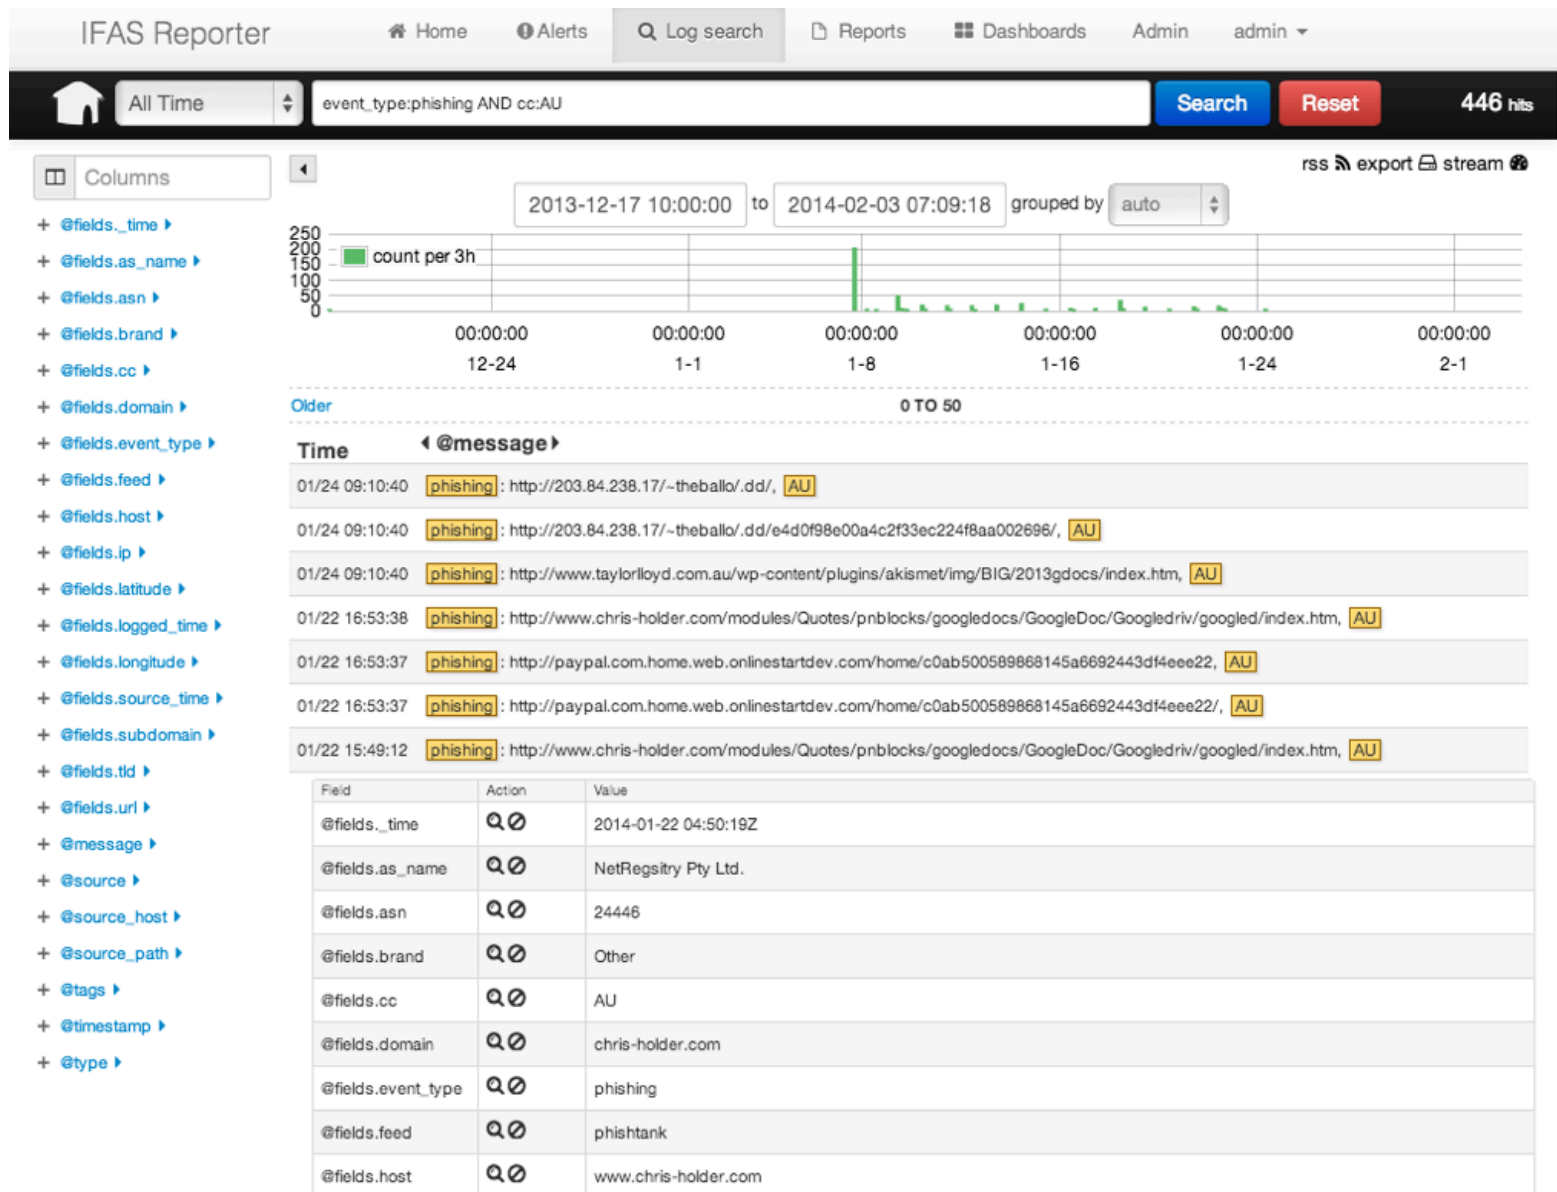 IFAS Reporter Home Alerts Log search Reports Dashboards Admin admin
All Time event_type:phishing AND cc:AU Search Reset 446 hits
rss export stream
Columns
2013-12-17 10:00:00 to 2014-02-03 07:09:18 grouped by auto
250
200
150
100
50
0
count per 3h
00:00:00 00:00:00 00:00:00 00:00:00 00:00:00 00:00:00
12-24 1-1 1-8 1-16 1-24 2-1
@fields._time
@fields.as_name
@fields.asn
@fields.brand
@fields.cc
@fields.domain
@fields.event_type
@fields.feed
@fields.host
@fields.ip
@fields.latitude
@fields.logged_time
@fields.longitude
@fields.source_time
@fields.subdomain
@fields.tld
@fields.url
@message
@source
@source_host
@source_path
@tags
@timestamp
@type
Older 0 TO 50
Time @message
01/24 09:10:40 phishing : http://203.84.238.17/~theballo/.dd/, AU
01/24 09:10:40 phishing : http://203.84.238.17/~theballo/.dd/e4d0f98e00a4c2f33ec224f8aa002696/, AU
01/24 09:10:40 phishing : http://www.taylorlloyd.com.au/wp-content/plugins/akismet/img/BIG/2013gdocs/index.htm, AU
01/22 16:53:38 phishing : http://www.chris-holder.com/modules/Quotes/pnblocks/googledocs/GoogleDoc/Googledriv/googled/index.htm, AU
01/22 16:53:37 phishing : http://paypal.com.home.web.onlinestartdev.com/home/c0ab500589868145a6692443df4eee22, AU
01/22 16:53:37 phishing : http://paypal.com.home.web.onlinestartdev.com/home/c0ab500589868145a6692443df4eee22/, AU
01/22 15:49:12 phishing : http://www.chris-holder.com/modules/Quotes/pnblocks/googledocs/GoogleDoc/Googledriv/googled/index.htm, AU
Field Action Value
@fields._time 2014-01-22 04:50:19Z
@fields.as_name NetRegsitry Pty Ltd.
@fields.asn 24446
@fields.brand Other
@fields.cc AU
@fields.domain chris-holder.com
@fields.event_type phishing
@fields.feed phishtank
@fields.host www.chris-holder.com